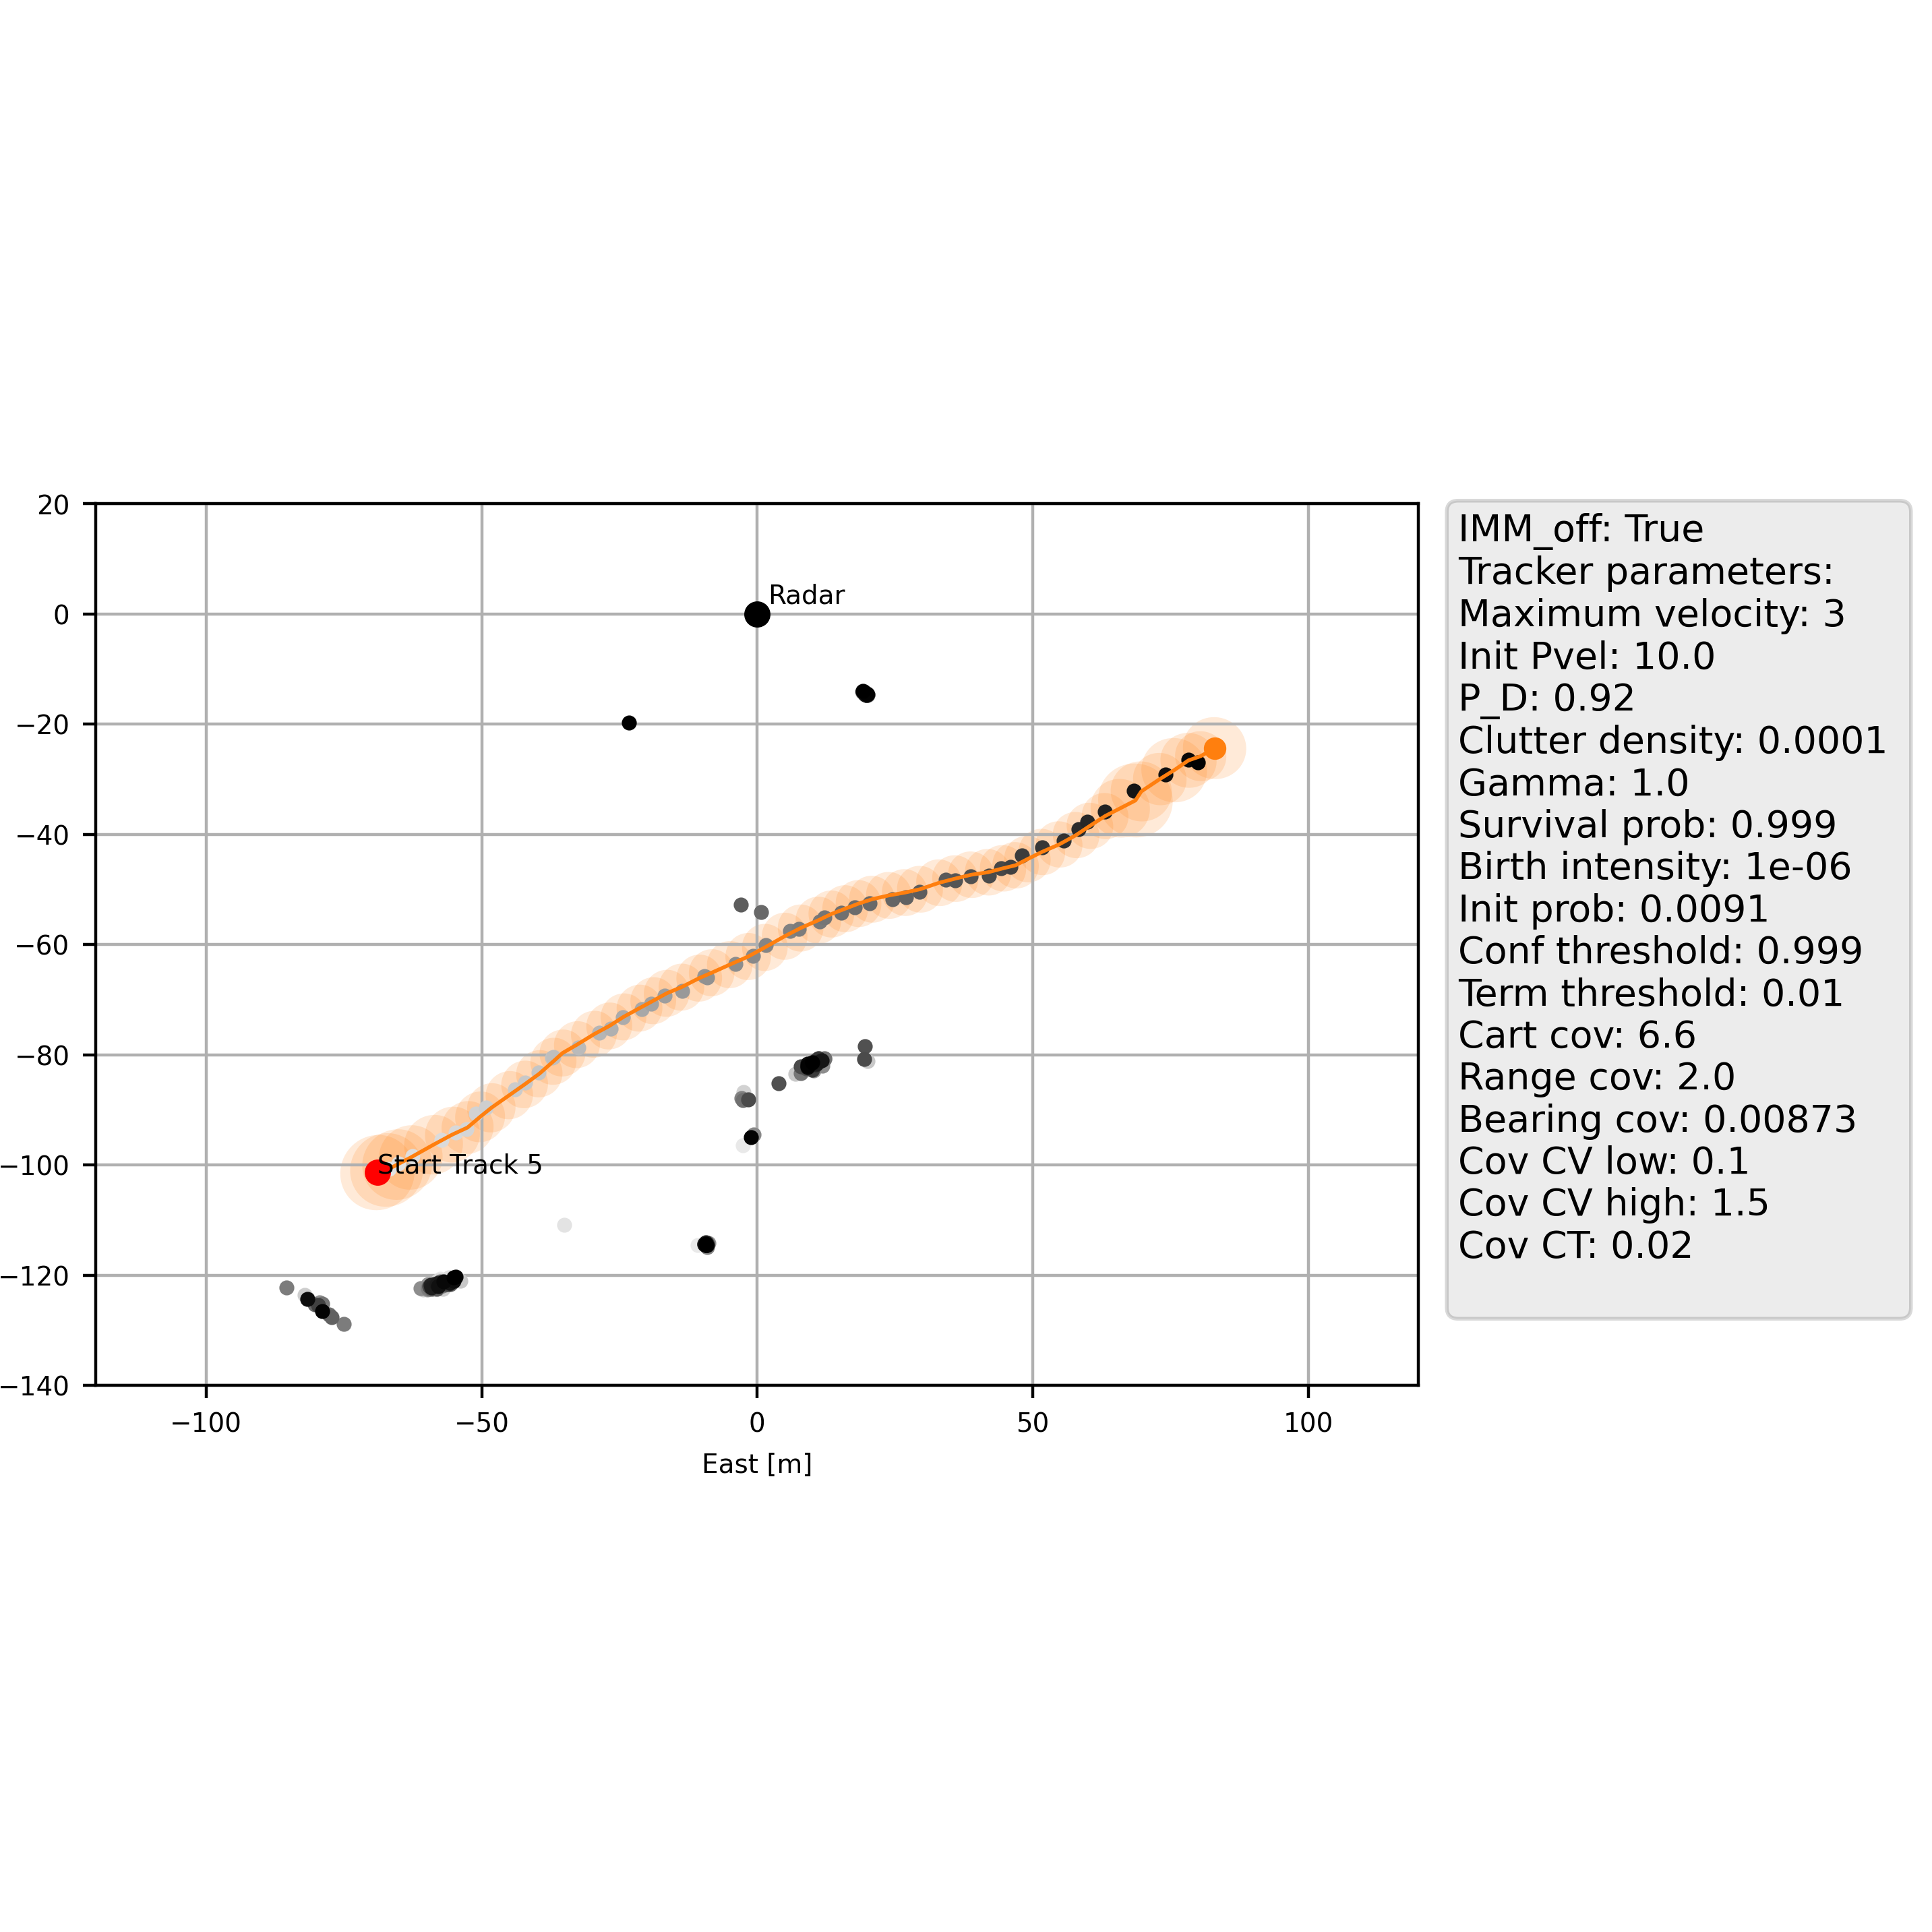 20
0
−20
−40
−60
−80
−100
−120
−140
−100
−50
0
50
100
East [m]
Radar
Start Track 5
IMM_off: True
Tracker parameters:
Maximum velocity: 3
Init Pvel: 10.0
P_D: 0.92
Clutter density: 0.0001
Gamma: 1.0
Survival prob: 0.999
Birth intensity: 1e-06
Init prob: 0.0091
Conf threshold: 0.999
Term threshold: 0.01
Cart cov: 6.6
Range cov: 2.0
Bearing cov: 0.00873
Cov CV low: 0.1
Cov CV high: 1.5
Cov CT: 0.02